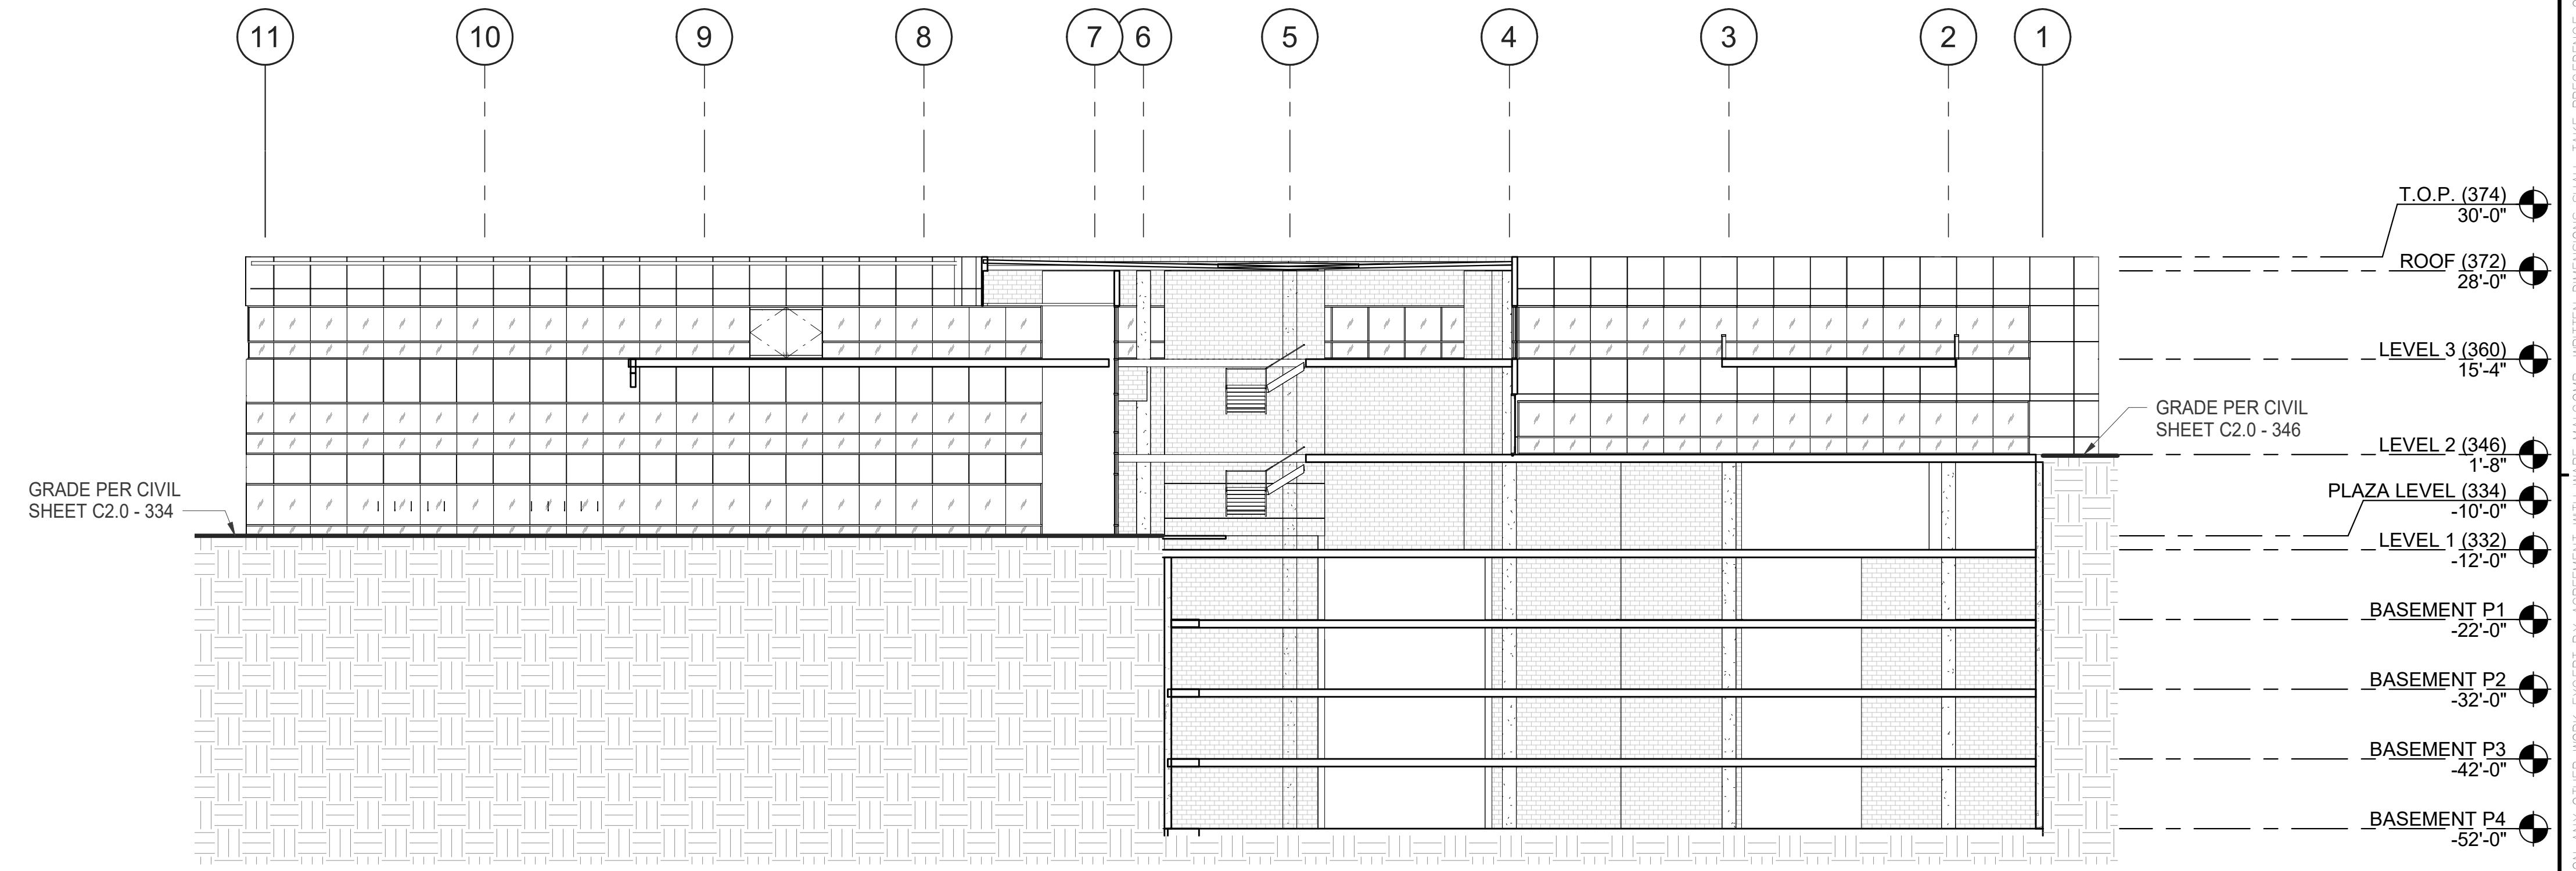 11
10
9
8
7
6
5
4
3
2
1
T.O.P. (374)
30'-0"
ROOF (372)
28'-0"
LEVEL 3 (360)
15'-4"
GRADE PER CIVIL
SHEET C2.0 - 346
LEVEL 2 (346)
1'-8"
GRADE PER CIVIL
SHEET C2.0 - 334
PLAZA LEVEL (334)
-10'-0"
LEVEL 1 (332)
-12'-0"
BASEMENT P1
-22'-0"
BASEMENT P2
-32'-0"
BASEMENT P3
-42'-0"
BASEMENT P4
-52'-0"